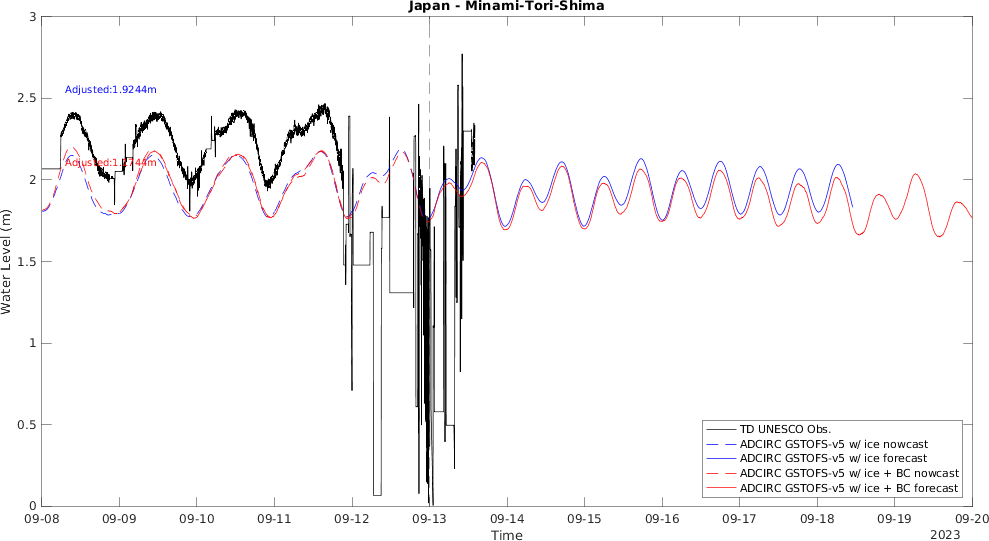 Japan - Minami-Tori-Shima
Water Level (m)
3
2.5
2
1.5
1
0.5
0
Adjusted:1.9244m
TD UNESCO Obs.
ADCIRC GSTOFS-v5 w/ ice nowcast
ADCIRC GSTOFS-v5 w/ ice forecast
ADCIRC GSTOFS-v5 w/ ice + BC nowcast
ADCIRC GSTOFS-v5 w/ ice + BC forecast
09-08 09-09 09-10 09-11 09-12 09-13 09-14 09-15 09-16 09-17 09-18 09-19 09-20
Time
2023